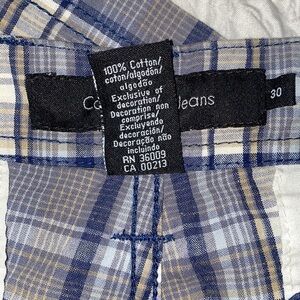 100% Cotton/
coton/algodón/
algodão
Exclusive of
decoration/
Decoration non
comprise/
Excluyendo
decoración/
Decoração não
incluindo
RN 36009
CA 00213
Jeans
30